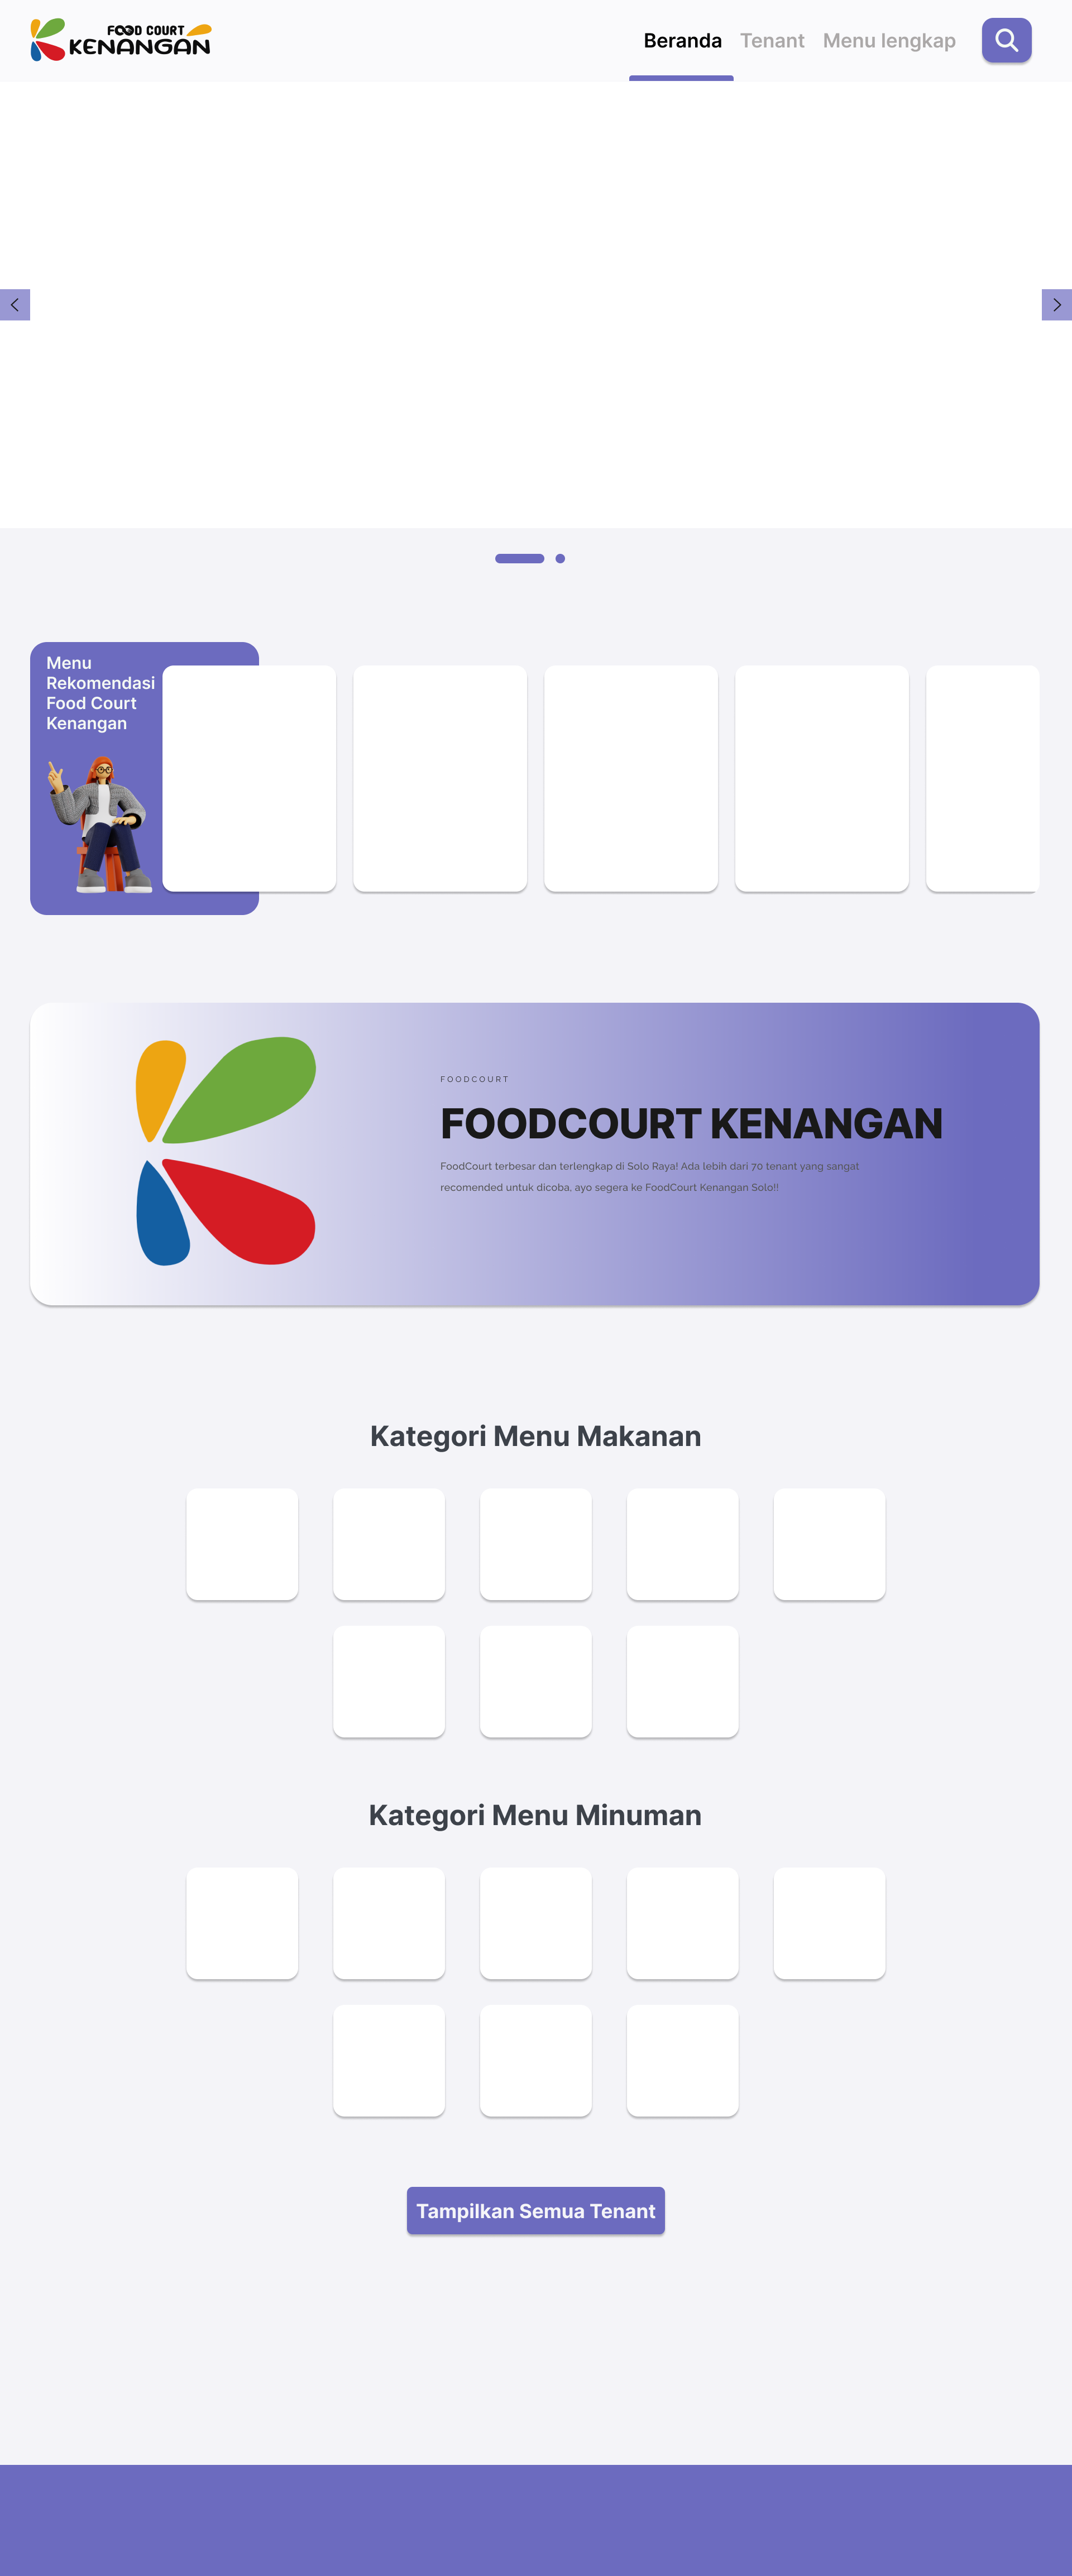 FOOD COURT
KENANGAN
Beranda Tenant Menu lengkap
Menu
Rekomendasi
Food Court
Kenangan
FOODCOURT
FOODCOURT KENANGAN
FoodCourt terbesar dan terlengkap di Solo Raya! Ada lebih dari 70 tenant yang sangat
recomended untuk dicoba, ayo segera ke FoodCourt Kenangan Solo!!
Kategori Menu Makanan
Kategori Menu Minuman
Tampilkan Semua Tenant